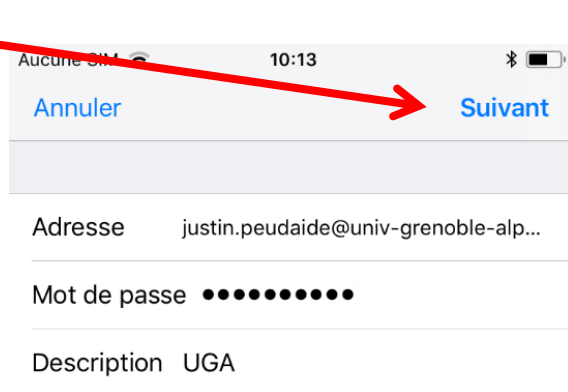 Aucune SIM 10:13
Annuler Suivant
Adresse justin.peudaide@univ-grenoble-alp...
Mot de passe ●●●●●●●●●●
Description UGA